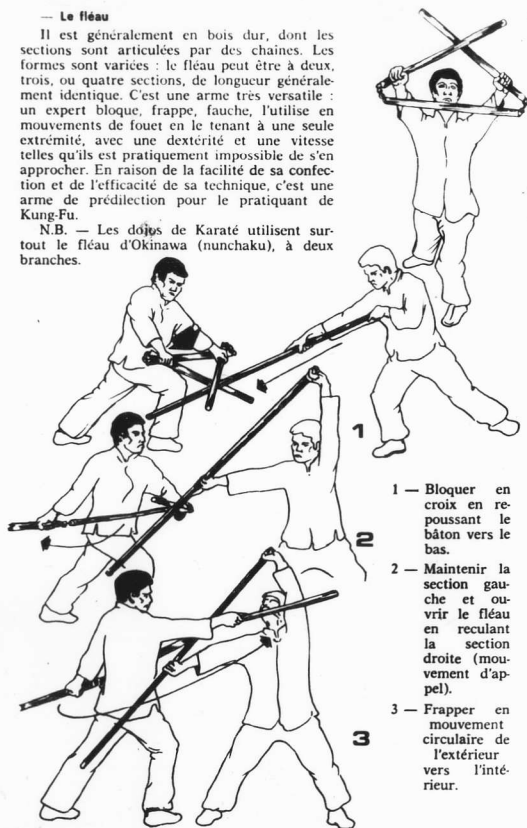 — Le fléau
Il est généralement en bois dur, dont les
sections sont articulées par des chaines. Les
formes sont variées : le fléau peut être à deux,
trois, ou quatre sections, de longueur générale-
ment identique. C'est une arme très versatile :
un expert bloque, frappe, fauche, l'utilise en
mouvements de fouet en le tenant à une seule
extrémité, avec une dextérité et une vitesse
telles qu'ils est pratiquement impossible de s'en
approcher. En raison de la facilité de sa confec-
tion et de l'efficacité de sa technique, c'est une
arme de prédilection pour le pratiquant de
Kung-Fu.
N.B. — Les dojos de Karaté utilisent sur-
tout le fléau d'Okinawa (nunchaku), à deux
branches.
1
2
3
1 — Bloquer en
croix en re-
poussant le
bâton vers le
bas.
2 — Maintenir la
section gau-
che et ou-
vrir le fléau
en reculant
la section
droite (mou-
vement d'ap-
pel).
3 — Frapper en
mouvement
circulaire de
l'extérieur
vers l'inté-
rieur.